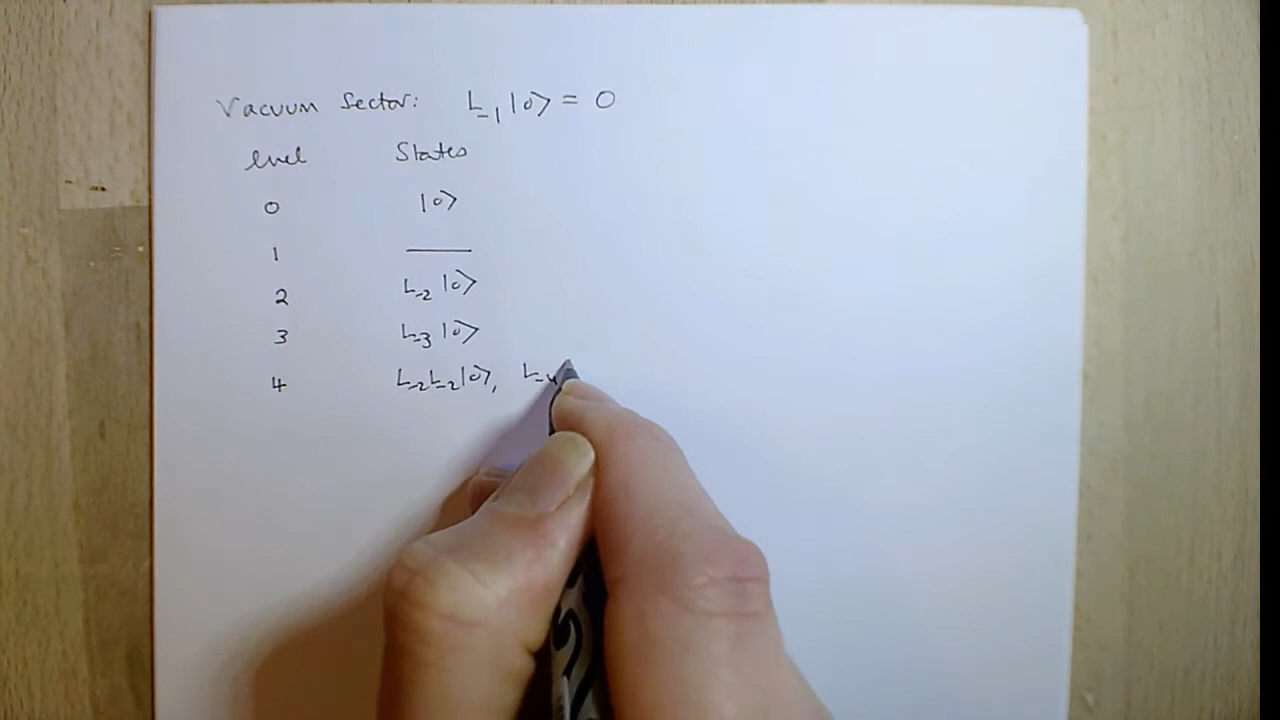 Vacuum Sector: L₋₁|0⟩ = 0
level States
0 |0⟩
1 —
2 L₋₂|0⟩
3 L₋₃|0⟩
4 L₋₂L₋₂|0⟩, L₋₄